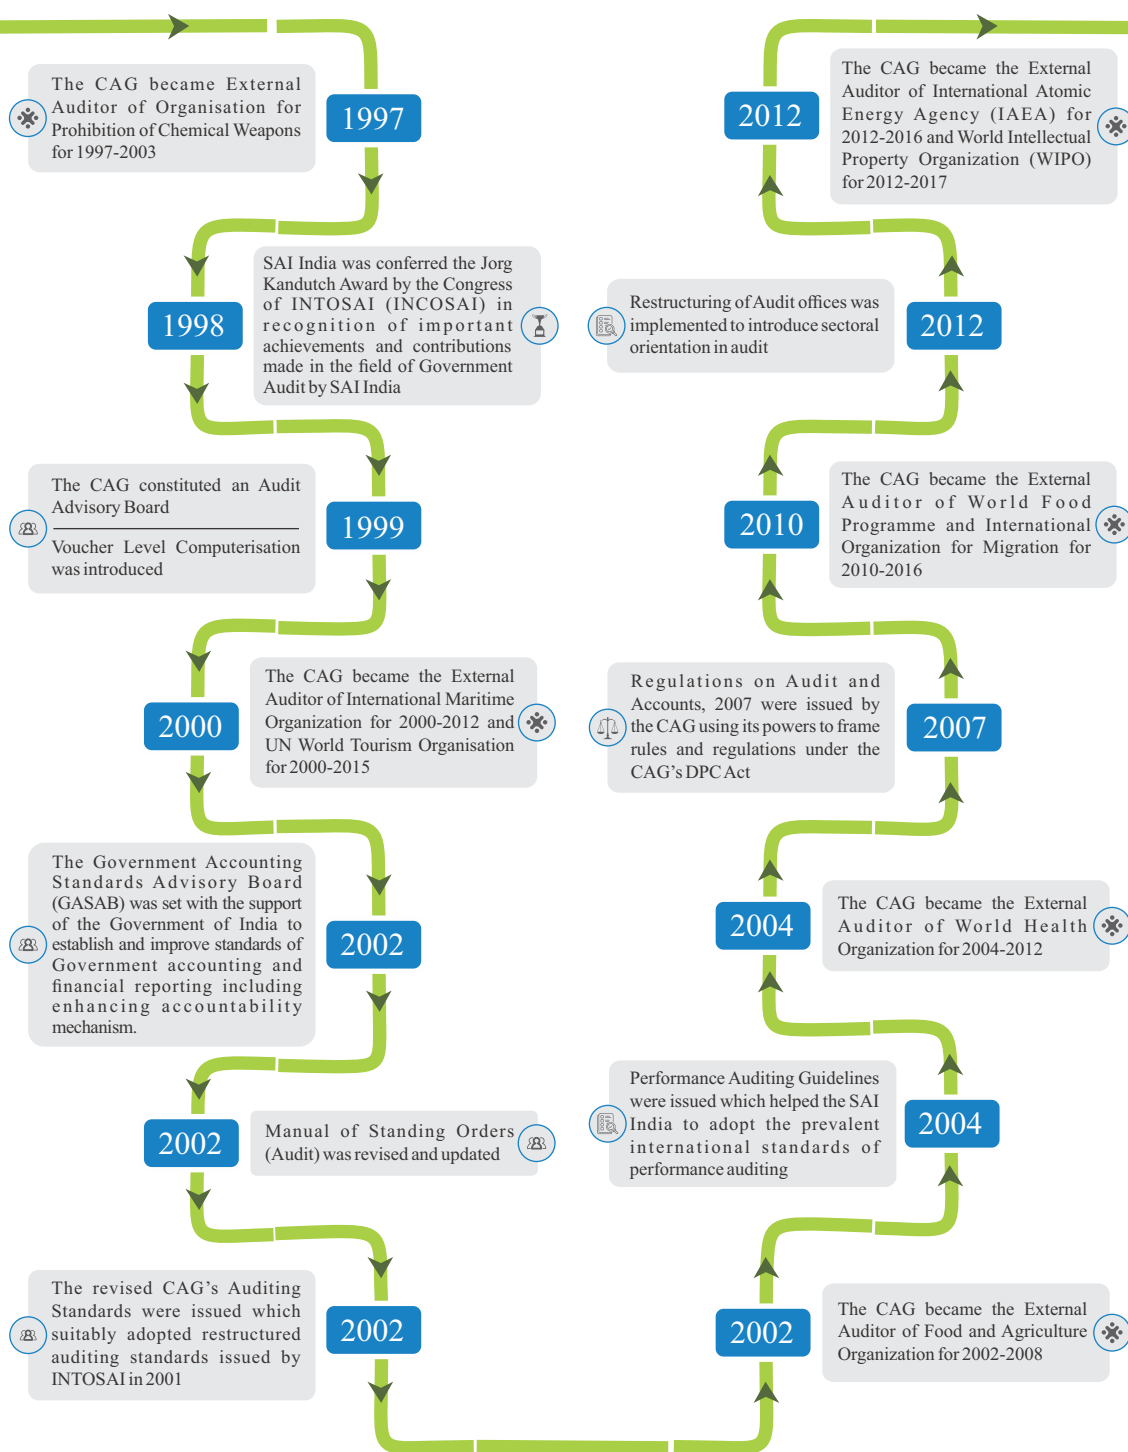 The CAG became External
Auditor of Organisation for
Prohibition of Chemical Weapons
for 1997-2003
1997
1998
SAI India was conferred the Jorg
Kandutch Award by the Congress
of INTOSAI (INCOSAI) in
recognition of important
achievements and contributions
made in the field of Government
Audit by SAI India
The CAG constituted an Audit
Advisory Board
Voucher Level Computerisation
was introduced
1999
2000
The CAG became the External
Auditor of International Maritime
Organization for 2000-2012 and
UN World Tourism Organisation
for 2000-2015
The Government Accounting
Standards Advisory Board
(GASAB) was set with the support
of the Government of India to
establish and improve standards of
Government accounting and
financial reporting including
enhancing accountability
mechanism.
2002
2002
Manual of Standing Orders
(Audit) was revised and updated
The revised CAG's Auditing
Standards were issued which
suitably adopted restructured
auditing standards issued by
INTOSAI in 2001
2002
2002
The CAG became the External
Auditor of Food and Agriculture
Organization for 2002-2008
Performance Auditing Guidelines
were issued which helped the SAI
India to adopt the prevalent
international standards of
performance auditing
2004
2004
The CAG became the External
Auditor of World Health
Organization for 2004-2012
Regulations on Audit and
Accounts, 2007 were issued by
the CAG using its powers to frame
rules and regulations under the
CAG's DPC Act
2007
2010
The CAG became the External
Auditor of World Food
Programme and International
Organization for Migration for
2010-2016
Restructuring of Audit offices was
implemented to introduce sectoral
orientation in audit
2012
2012
The CAG became the External
Auditor of International Atomic
Energy Agency (IAEA) for
2012-2016 and World Intellectual
Property Organization (WIPO)
for 2012-2017